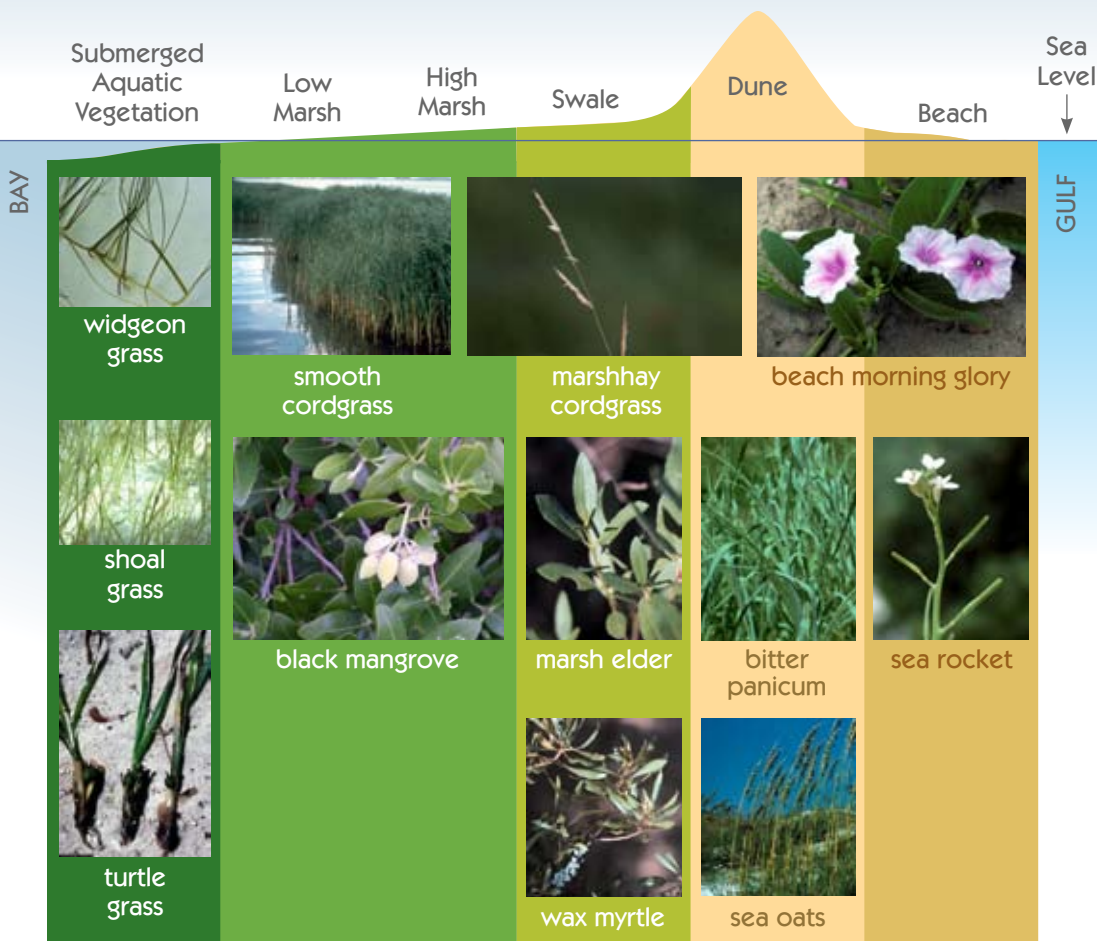 Submerged
Aquatic
Vegetation
Low
Marsh
High
Marsh
Swale
Dune
Beach
Sea
Level
BAY
GULF
widgeon
grass
smooth
cordgrass
marshhay
cordgrass
beach morning glory
shoal
grass
black mangrove
marsh elder
bitter
panicum
sea rocket
turtle
grass
wax myrtle
sea oats